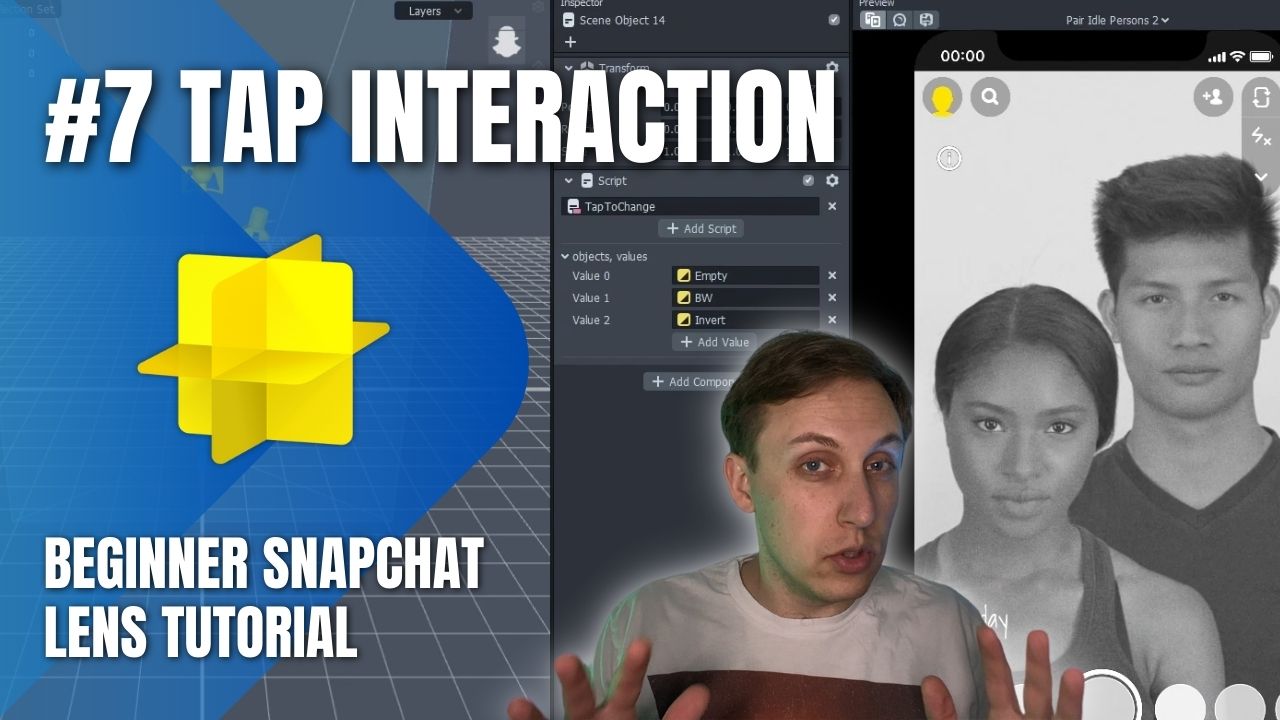 #7 TAP INTERACTION
BEGINNER SNAPCHAT
LENS TUTORIAL
Layers
Inspector
Scene Object 14
Transform
Script
TapToChange
+ Add Script
objects, values
Value 0 Empty
Value 1 BW
Value 2 Invert
+ Add Value
Preview
Pair Idle Persons 2
00:00